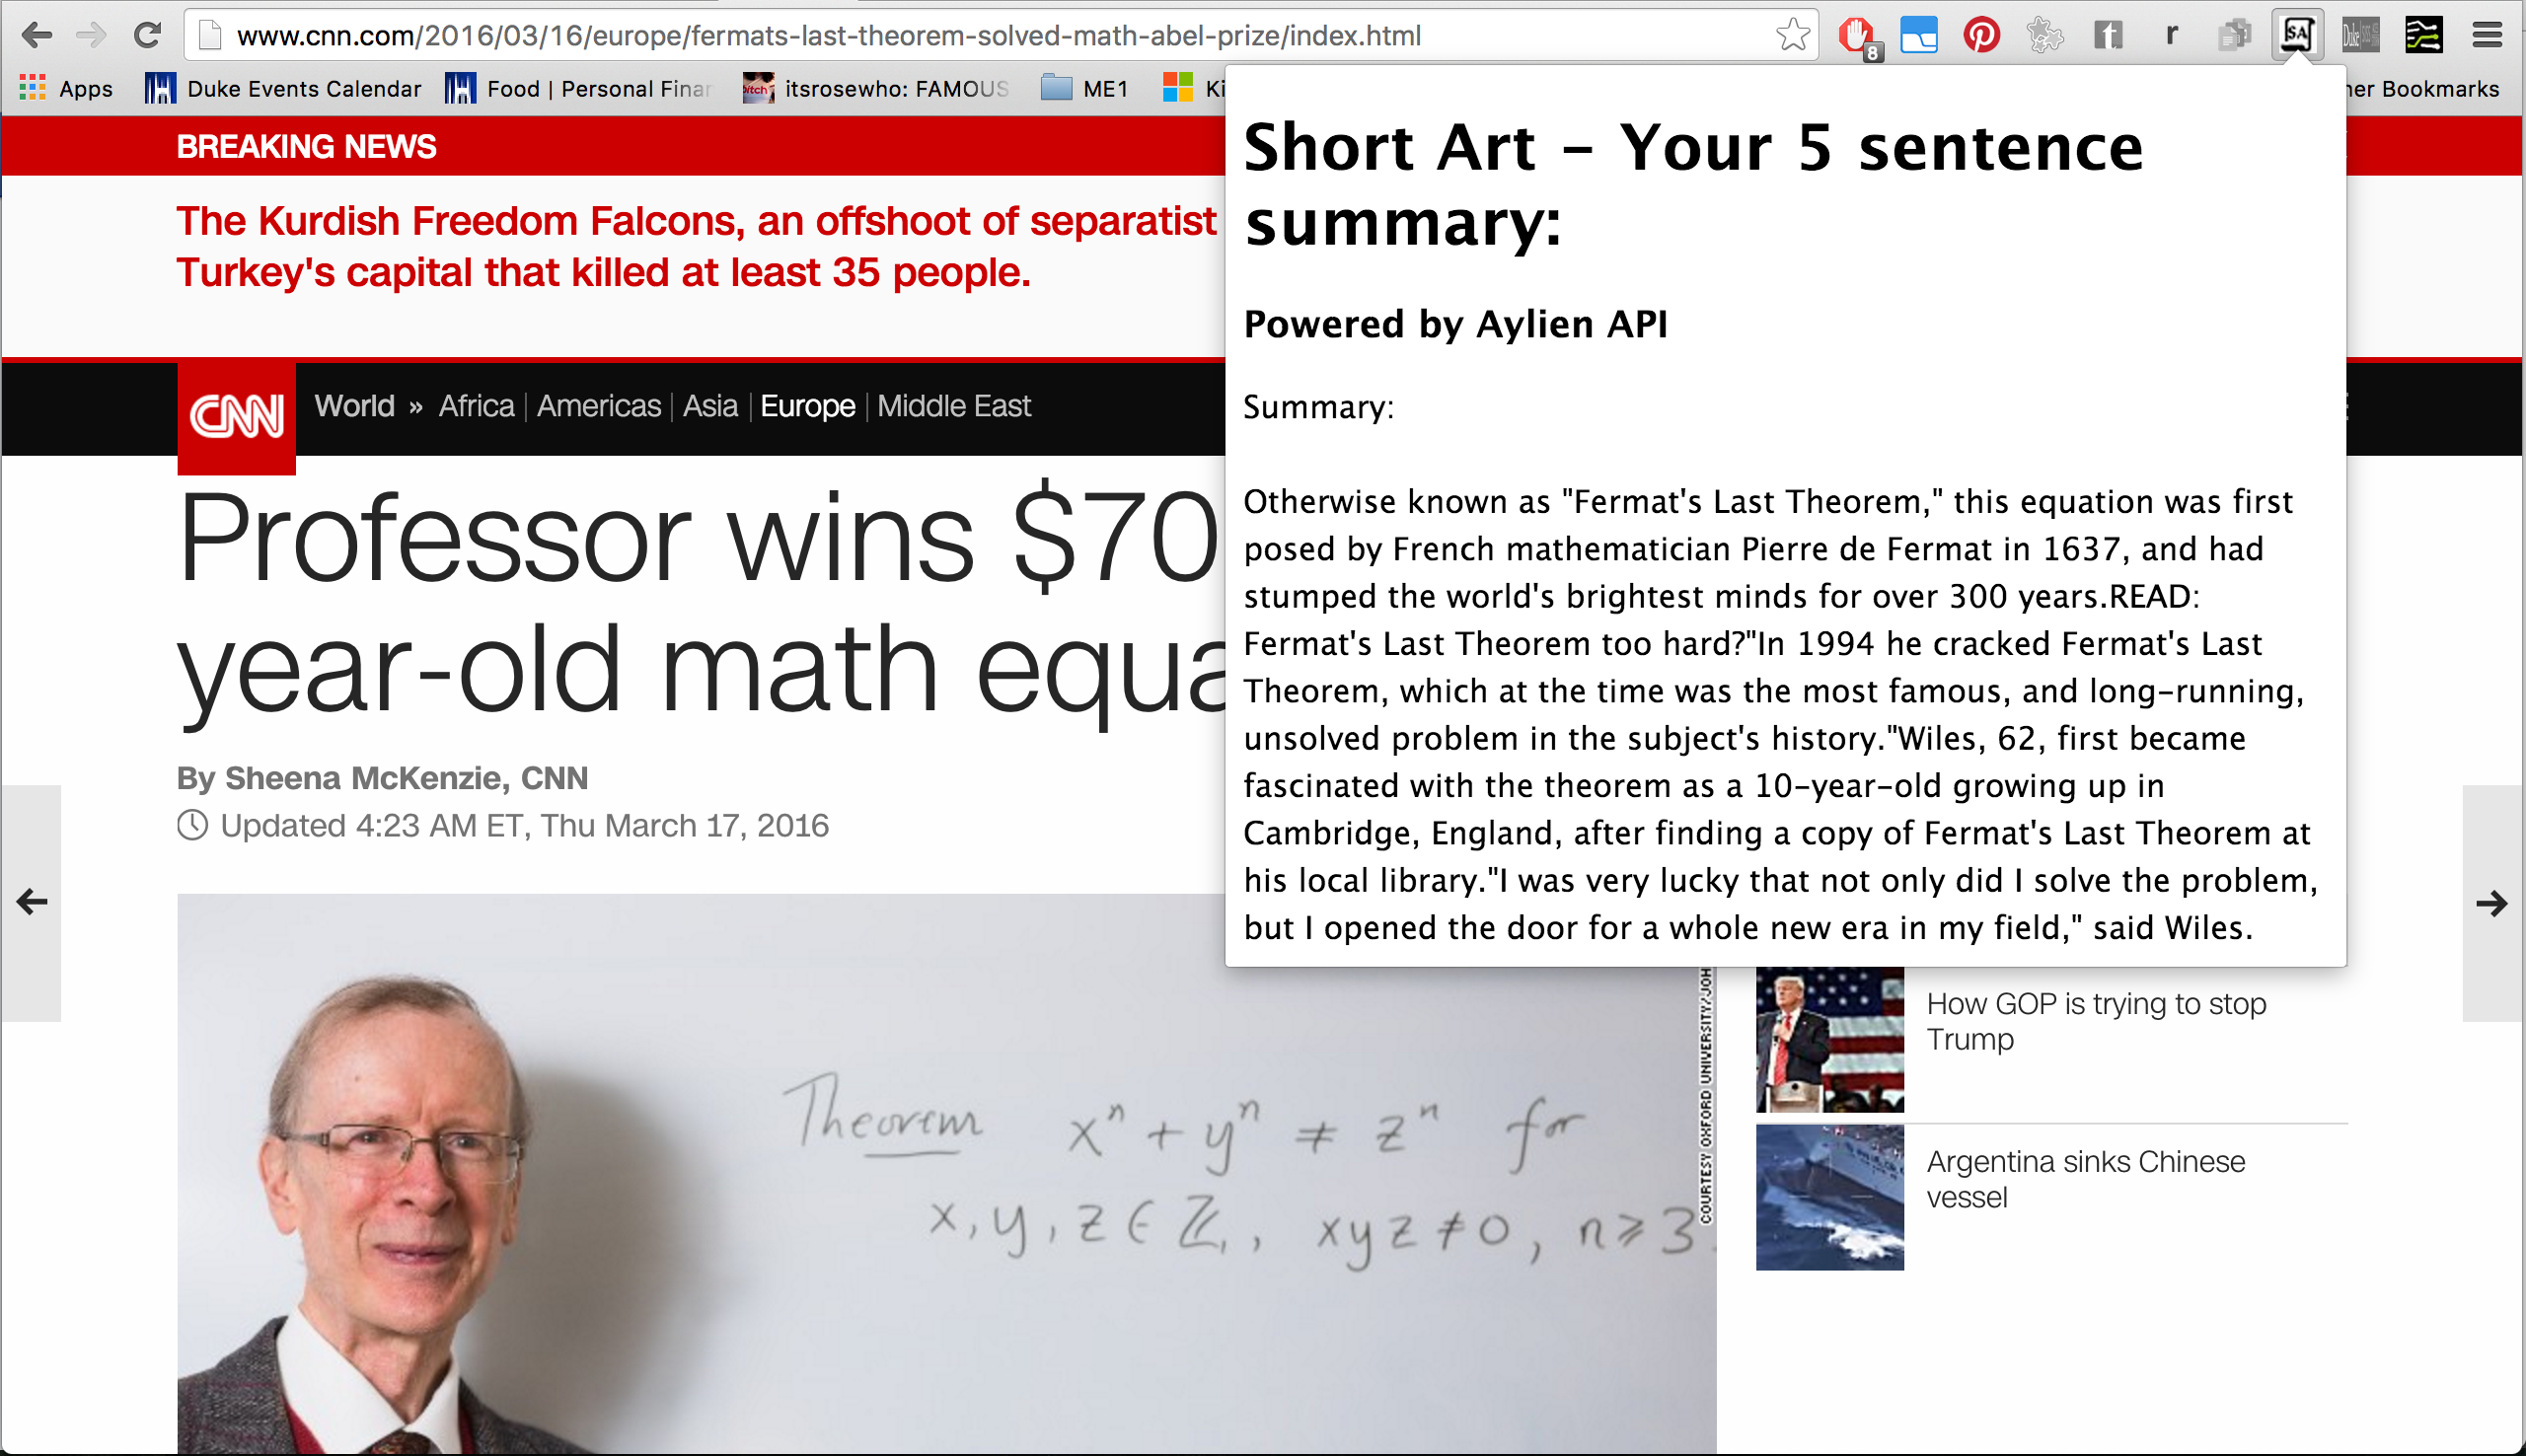 www.cnn.com/2016/03/16/europe/fermats-last-theorem-solved-math-abel-prize/index.html
8
t
r
SA
Duke
Apps
Duke Events Calendar
Food | Personal Finan
bitch
itsrosewho: FAMOUS
ME1
Ki
her Bookmarks
BREAKING NEWS
The Kurdish Freedom Falcons, an offshoot of separatist
Turkey's capital that killed at least 35 people.
CNN
World » Africa | Americas | Asia | Europe | Middle East
Professor wins $70
year-old math equa
By Sheena McKenzie, CNN
Updated 4:23 AM ET, Thu March 17, 2016
Short Art - Your 5 sentence
summary:
Powered by Aylien API
Summary:
Otherwise known as "Fermat's Last Theorem," this equation was first
posed by French mathematician Pierre de Fermat in 1637, and had
stumped the world's brightest minds for over 300 years.READ:
Fermat's Last Theorem too hard?"In 1994 he cracked Fermat's Last
Theorem, which at the time was the most famous, and long-running,
unsolved problem in the subject's history."Wiles, 62, first became
fascinated with the theorem as a 10-year-old growing up in
Cambridge, England, after finding a copy of Fermat's Last Theorem at
his local library."I was very lucky that not only did I solve the problem,
but I opened the door for a whole new era in my field," said Wiles.
Theorem xⁿ + yⁿ ≠ zⁿ for
x, y, z ∈ ℤ, xyz ≠ 0, n ≥ 3.
COURTESY OXFORD UNIVERSITY/JOH
How GOP is trying to stop
Trump
Argentina sinks Chinese
vessel